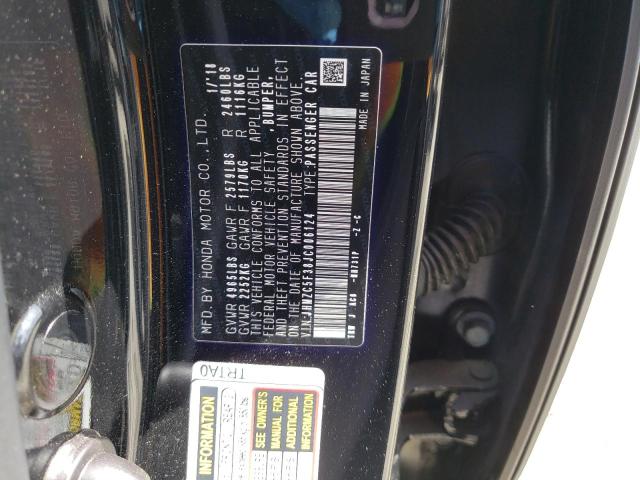 MFD.BY HONDA MOTOR CO.,LTD. 1/'18
GVWR 4965LBS GAWR F 2579LBS R 2460LBS
GVWR 2252KG GAWR F 1170KG R 1116KG
THIS VEHICLE CONFORMS TO ALL APPLICABLE
FEDERAL MOTOR VEHICLE SAFETY ,BUMPER,
AND THEFT PREVENTION STANDARDS IN EFFECT
ON THE DATE OF MANUFACTURE SHOWN ABOVE.
V.I.N.:JHMZC5F30JC006124 TYPE:PASSENGER CAR
MADE IN JAPAN
TRTA0
INFORMATION
SEE OWNER'S
MANUAL FOR
ADDITIONAL
INFORMATION